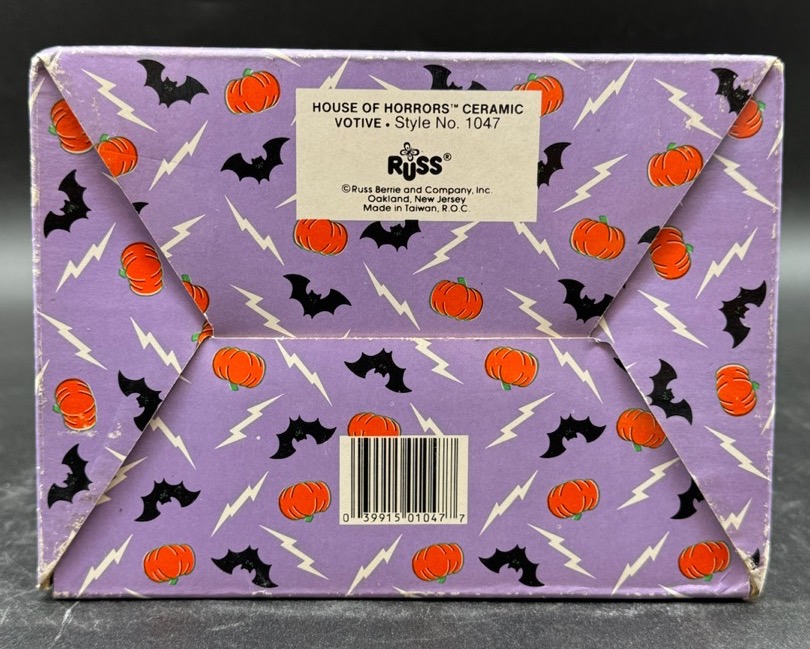 HOUSE OF HORRORS™ CERAMIC
VOTIVE • Style No. 1047
RUSS®
©Russ Berrie and Company, Inc.
Oakland, New Jersey
Made in Taiwan, R.O.C.
0 39915 01047 7